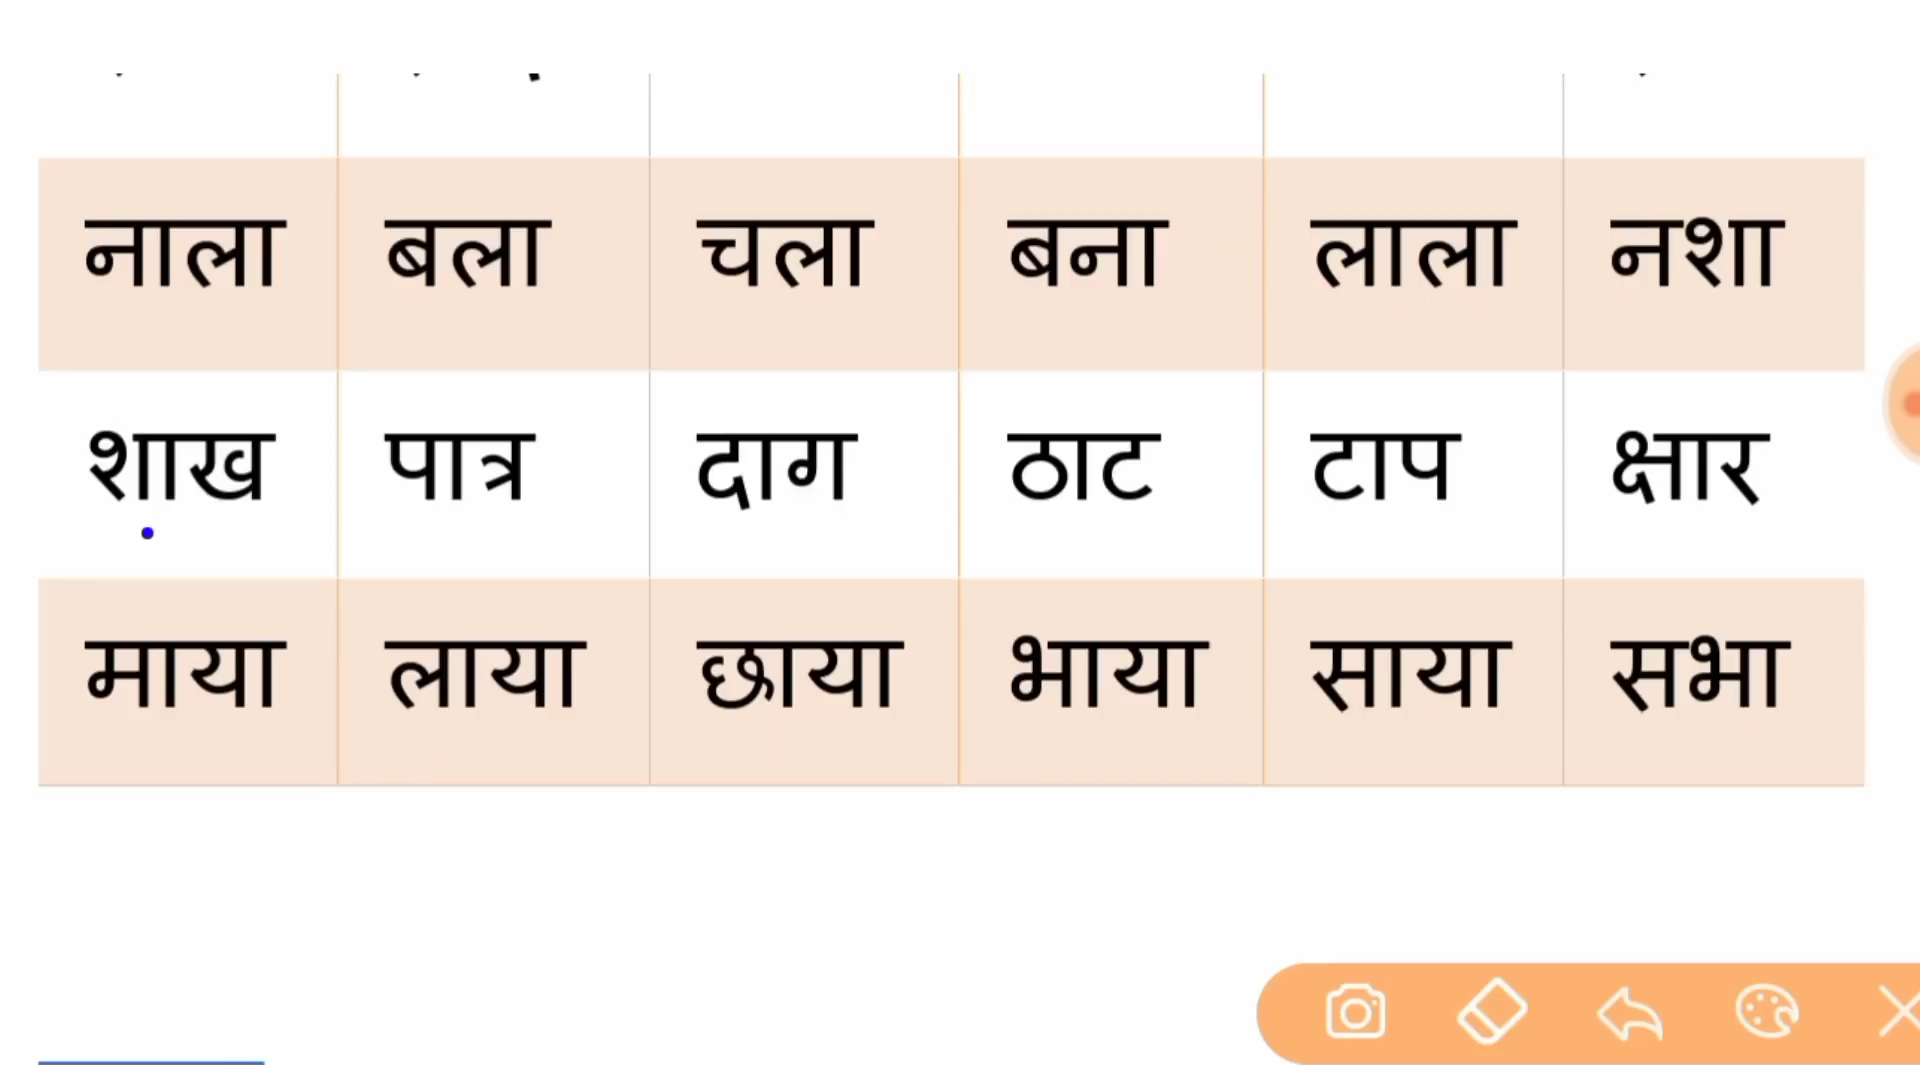 नाला बला चला बना लाला नशा
शाख पात्र दाग ठाट टाप क्षार
माया लाया छाया भाया साया सभा